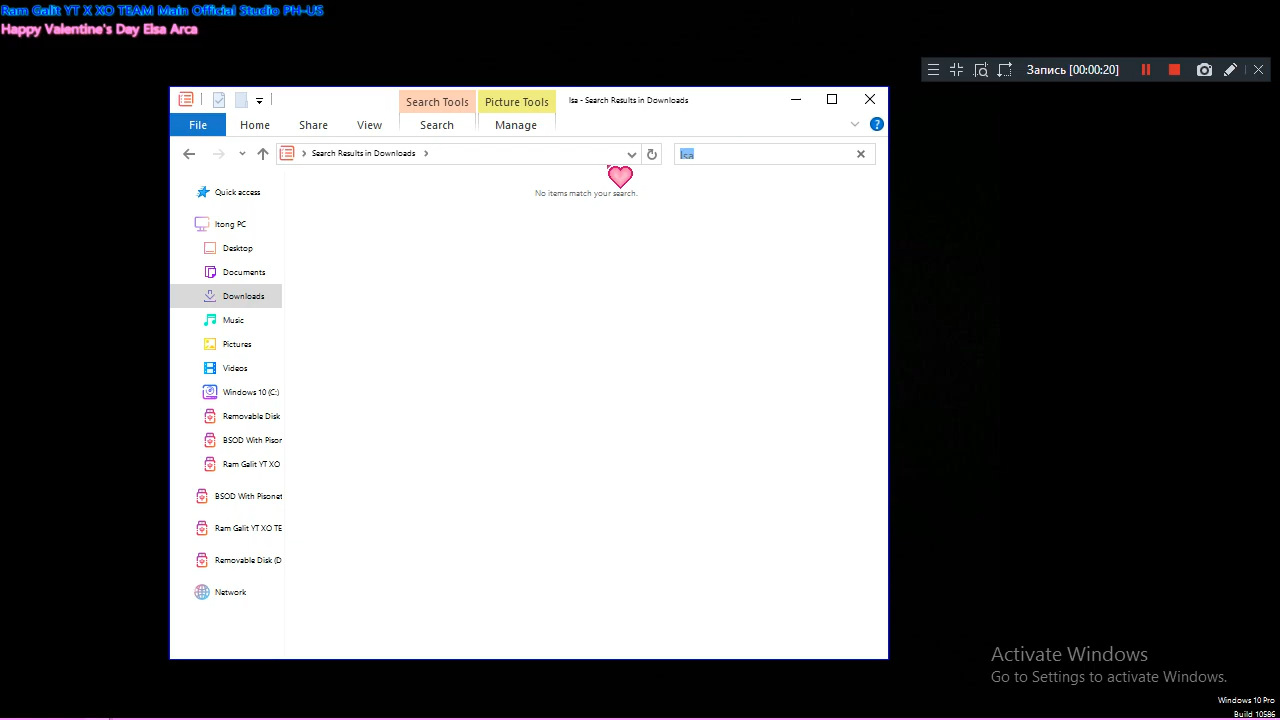 Ram Galit YT X XO TEAM Main Official Studio PH-US
Happy Valentine's Day Elsa Arca
Запись [00:00:20]
Search Tools
Picture Tools
lsa - Search Results in Downloads
File
Home
Share
View
Search
Manage
Search Results in Downloads
lsa
No items match your search.
Quick access
Itong PC
Desktop
Documents
Downloads
Music
Pictures
Videos
Windows 10 (C:)
Removable Disk
BSOD With Pisor
Ram Galit YT XO
BSOD With Pisonet
Ram Galit YT XO TE
Removable Disk (D
Network
Activate Windows
Go to Settings to activate Windows.
Windows 10 Pro
Build 10586